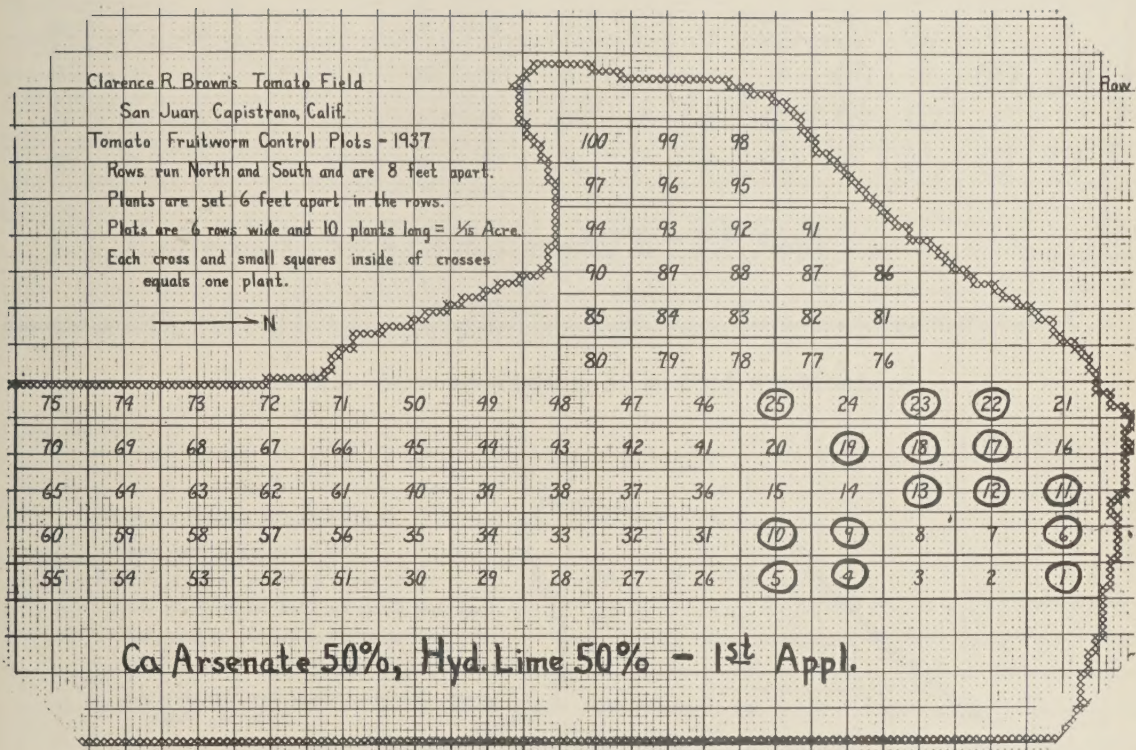 Row
Clarence R. Brown's Tomato Field
San Juan Capistrano, Calif.
Tomato Fruitworm Control Plots - 1937
Rows run North and South and are 8 feet apart.
Plants are set 6 feet apart in the rows.
Plots are 6 rows wide and 10 plants long = 1/15 Acre.
Each cross and small squares inside of crosses
equals one plant.
N
100 99 98
97 96 95
94 93 92 91
90 89 88 87 86
85 84 83 82 81
80 79 78 77 76
75 74 73 72 71 50 49 48 47 46 25 24 23 22 21
70 69 68 67 66 45 44 43 42 41 20 19 18 17 16
65 64 63 62 61 40 39 38 37 36 15 14 13 12 11
60 59 58 57 56 35 34 33 32 31 10 9 8 7 6
55 54 53 52 51 30 29 28 27 26 5 4 3 2 1
Ca Arsenate 50%, Hyd. Lime 50% - 1st Appl.